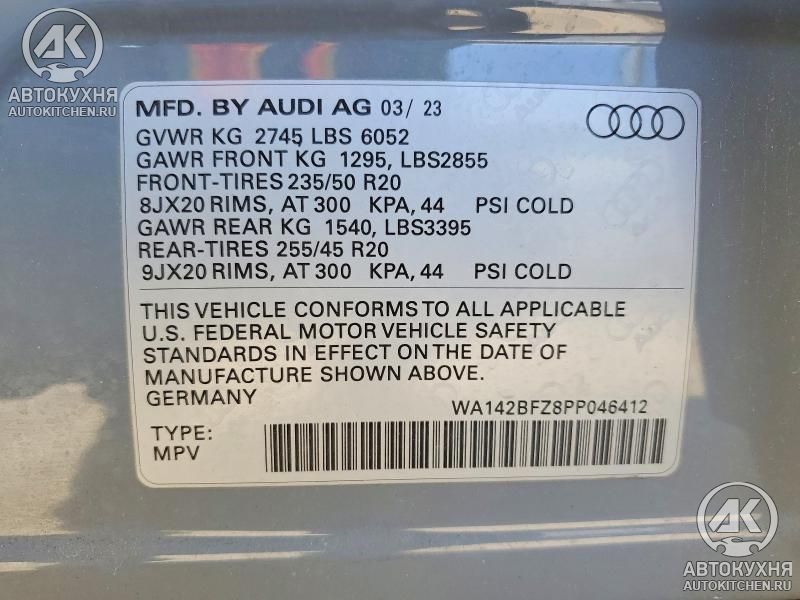 AK
АВТОКУХНЯ
AUTOKITCHEN.RU
MFD. BY AUDI AG 03/ 23
GVWR KG 2745 LBS 6052
GAWR FRONT KG 1295, LBS2855
FRONT-TIRES 235/50 R20
8JX20 RIMS, AT 300 KPA, 44 PSI COLD
GAWR REAR KG 1540, LBS3395
REAR-TIRES 255/45 R20
9JX20 RIMS, AT 300 KPA, 44 PSI COLD
THIS VEHICLE CONFORMS TO ALL APPLICABLE
U.S. FEDERAL MOTOR VEHICLE SAFETY
STANDARDS IN EFFECT ON THE DATE OF
MANUFACTURE SHOWN ABOVE.
GERMANY WA142BFZ8PP046412
TYPE:
MPV
AK
АВТОКУХНЯ
AUTOKITCHEN.RU